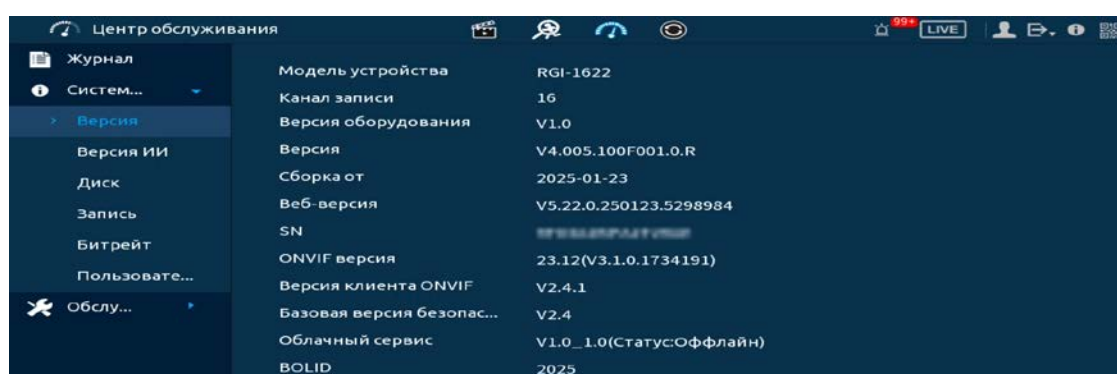 Центр обслуживания
99+
LIVE
Журнал
Систем...
Версия
Версия ИИ
Диск
Запись
Битрейт
Пользовате...
Обслу...
Модель устройства RGI-1622
Канал записи 16
Версия оборудования V1.0
Версия V4.005.100F001.0.R
Сборка от 2025-01-23
Веб-версия V5.22.0.250123.5298984
SN
ONVIF версия 23.12(V3.1.0.1734191)
Версия клиента ONVIF V2.4.1
Базовая версия безопас... V2.4
Облачный сервис V1.0_1.0(Статус:Оффлайн)
BOLID 2025